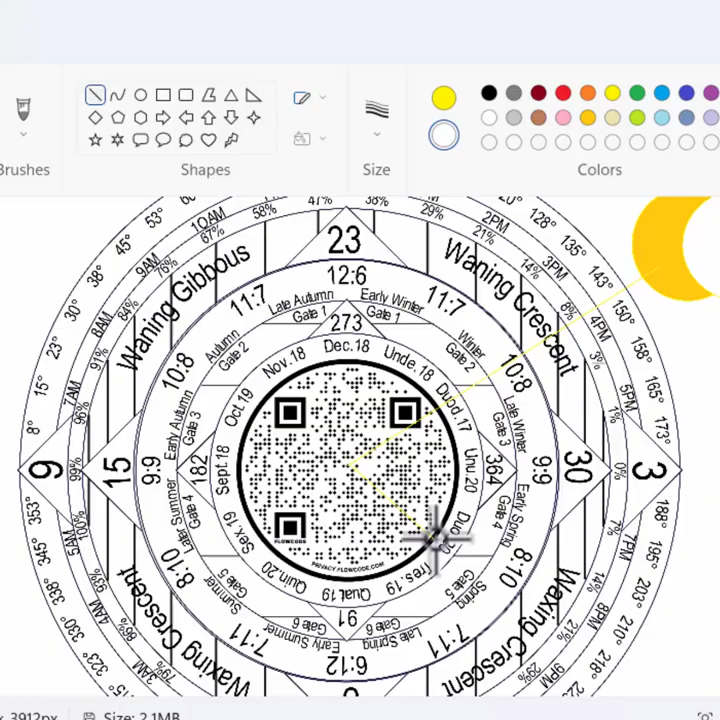 Brushes
Shapes
Size
Colors
47%
38%
58%
29%
10AM
2PM
67%
21%
9AM
3PM
76%
14%
8AM
4PM
84%
8%
7AM
5PM
91%
3%
96%
1%
99%
0%
100%
7%
5AM
7PM
93%
14%
4AM
8PM
86%
21%
3AM
9PM
79%
29%
53°
120°
45°
128°
38°
135°
30°
143°
23°
150°
15°
158°
8°
165°
173°
353°
188°
345°
195°
338°
203°
330°
210°
323°
218°
Waning Gibbous
Waning Crescent
Waxing Crescent
Waxing Crescent
23
9
15
30
3
12:6
11:7
11:7
10:8
10:8
9:9
9:9
8:10
8:10
7:11
7:11
6:12
Late Autumn
Gate 1
Early Winter
Gate 1
Autumn
Gate 2
Winter
Gate 2
Early Autumn
Gate 3
Late Winter
Gate 3
Late Summer
Gate 4
Early Spring
Gate 4
Summer
Gate 5
Spring
Gate 5
Early Summer
Gate 6
Late Spring
Gate 6
273
182
364
91
Dec.18
Nov.18
Unde.18
Oct.19
Duod.17
Sept.18
Unu.20
Sex.19
Quin.20
Qual.19
Tres.19
FLOWCODE
PRIVACY.FLOWCODE.COM
3912px
Size: 2.1MB